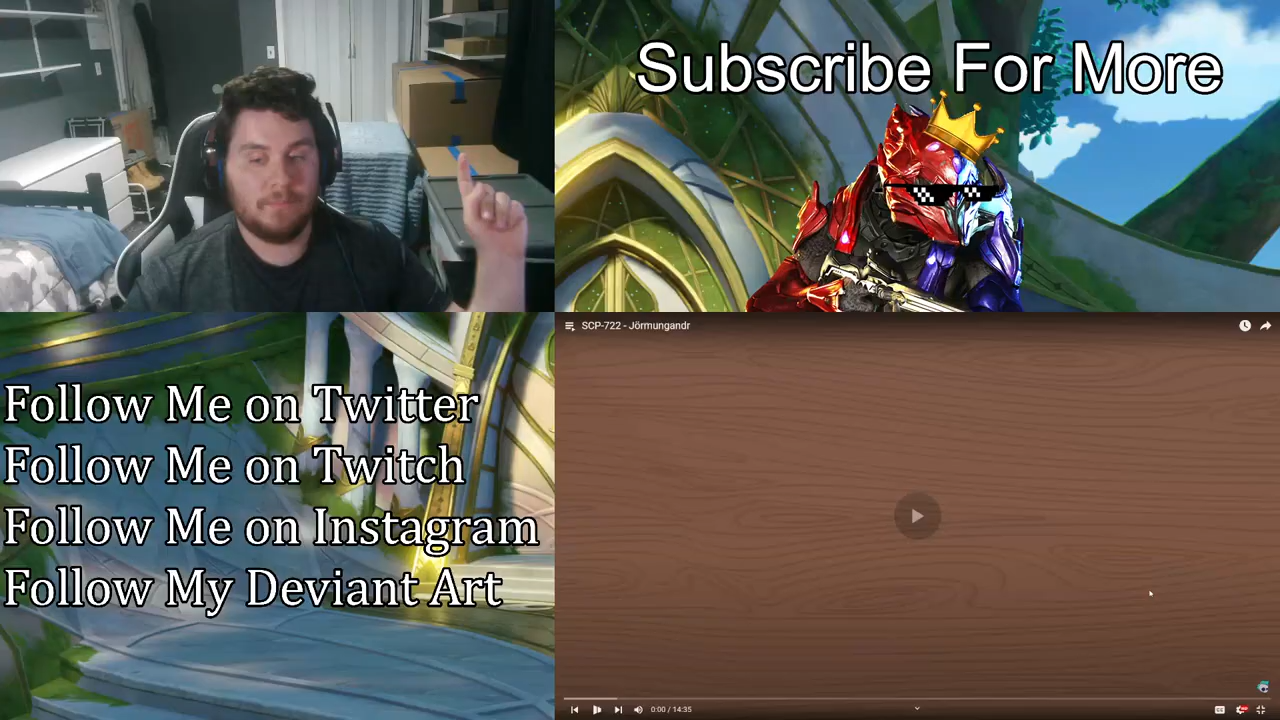 Subscribe For More
SCP-722 - Jörmungandr
Follow Me on Twitter
Follow Me on Twitch
Follow Me on Instagram
Follow My Deviant Art
0:00 / 14:35